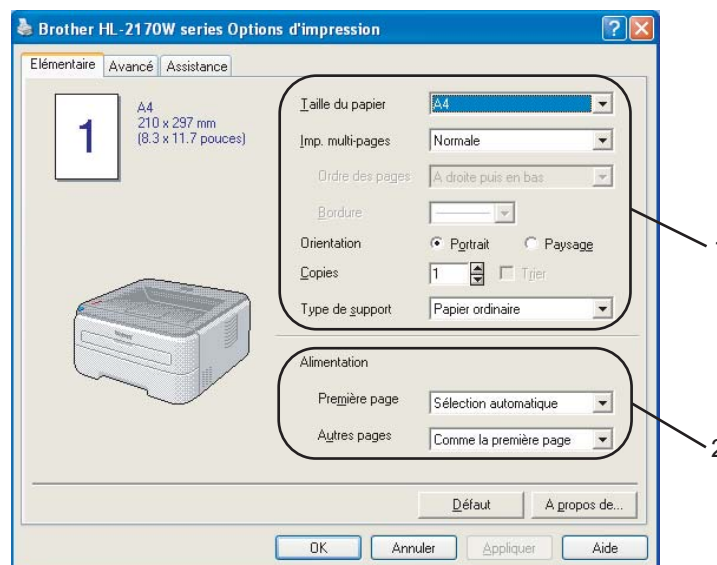 Brother HL-2170W series Options d'impression
Elémentaire Avancé Assistance
1
A4
210 x 297 mm
(8.3 x 11.7 pouces)
Taille du papier A4
Imp. multi-pages Normale
Ordre des pages A droite puis en bas
Bordure
Orientation Portrait Paysage
Copies 1 Trier
Type de support Papier ordinaire
1
Alimentation
Première page Sélection automatique
Autres pages Comme la première page
2
Défaut A propos de...
OK Annuler Appliquer Aide